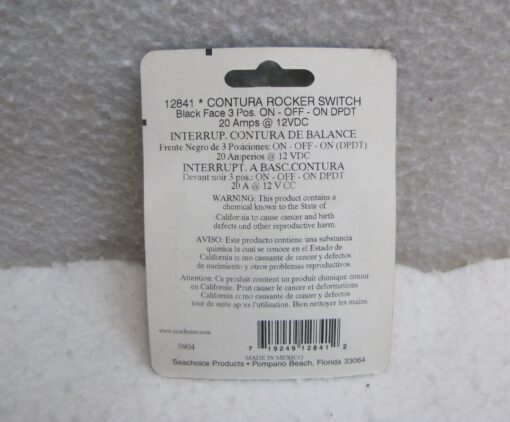 12841 * CONTURA ROCKER SWITCH
Black Face 3 Pos. ON - OFF - ON DPDT
20 Amps @ 12VDC
INTERRUP. CONTURA DE BALANCE
Frente Negro de 3 Posiciones: ON - OFF - ON (DPDT)
20 Amperios @ 12 VDC
INTERRUPT. A BASC.CONTURA
Devant noir 3 pos.: ON - OFF - ON DPDT
20 A @ 12 V CC
WARNING: This product contains a
chemical known to the State of
California to cause cancer and birth
defects and other reproductive harm.
AVISO: Este producto contiene una substancia
quimica la cual se conoce en el Estado de
California como causante de cancer y defectos
de nacimiento y otros problemas reproductivos.
Attention: Ce produit contient un produit chimique connu
en Californie. Peut causer le cancer et deformations
California como causante de cancer y defectos
tout de suite apres l'utilisation. Bien nettoyer les mains.
www.seachoice.com
0904
7 19249 12841 2
MADE IN MEXICO
Seachoice Products • Pompano Beach, Florida 33064